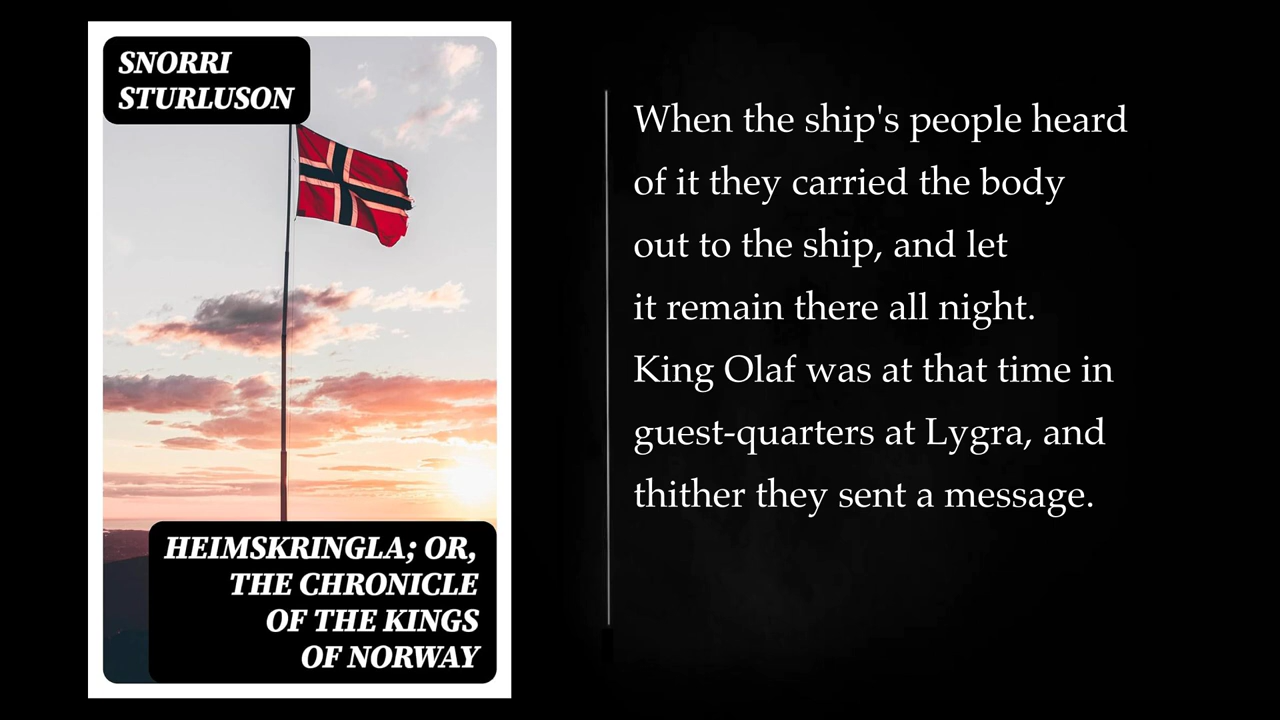 SNORRI
STURLUSON
HEIMSKRINGLA; OR,
THE CHRONICLE
OF THE KINGS
OF NORWAY
When the ship's people heard
of it they carried the body
out to the ship, and let
it remain there all night.
King Olaf was at that time in
guest-quarters at Lygra, and
thither they sent a message.